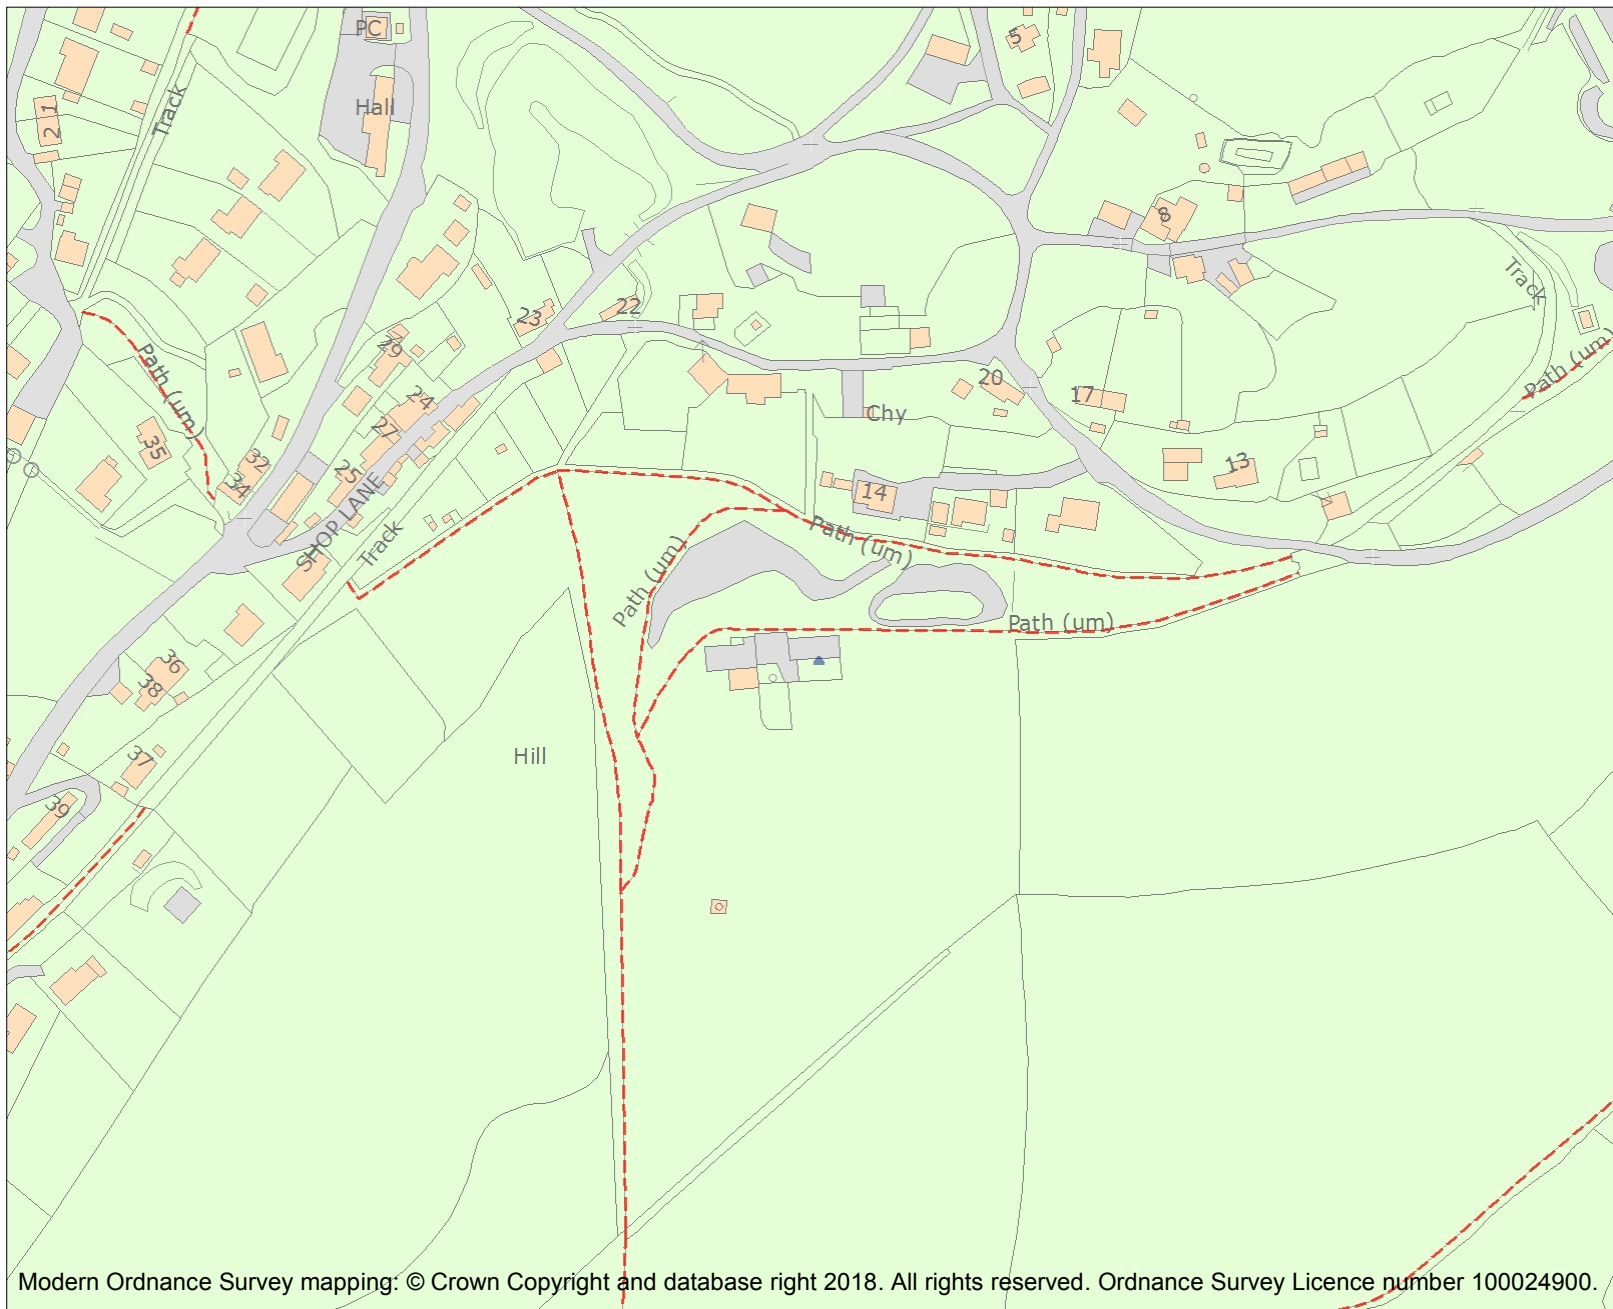 PC
5
Hall
1
2
Track
8
Track
22
23
29
Path (um)
Path (um)
20
17
24
Chy
27
35
32
25
34
13
14
SHOP LANE
Track
Path (um)
Path (um)
Path (um)
36
38
37
Hill
39
Modern Ordnance Survey mapping: © Crown Copyright and database right 2018. All rights reserved. Ordnance Survey Licence number 100024900.